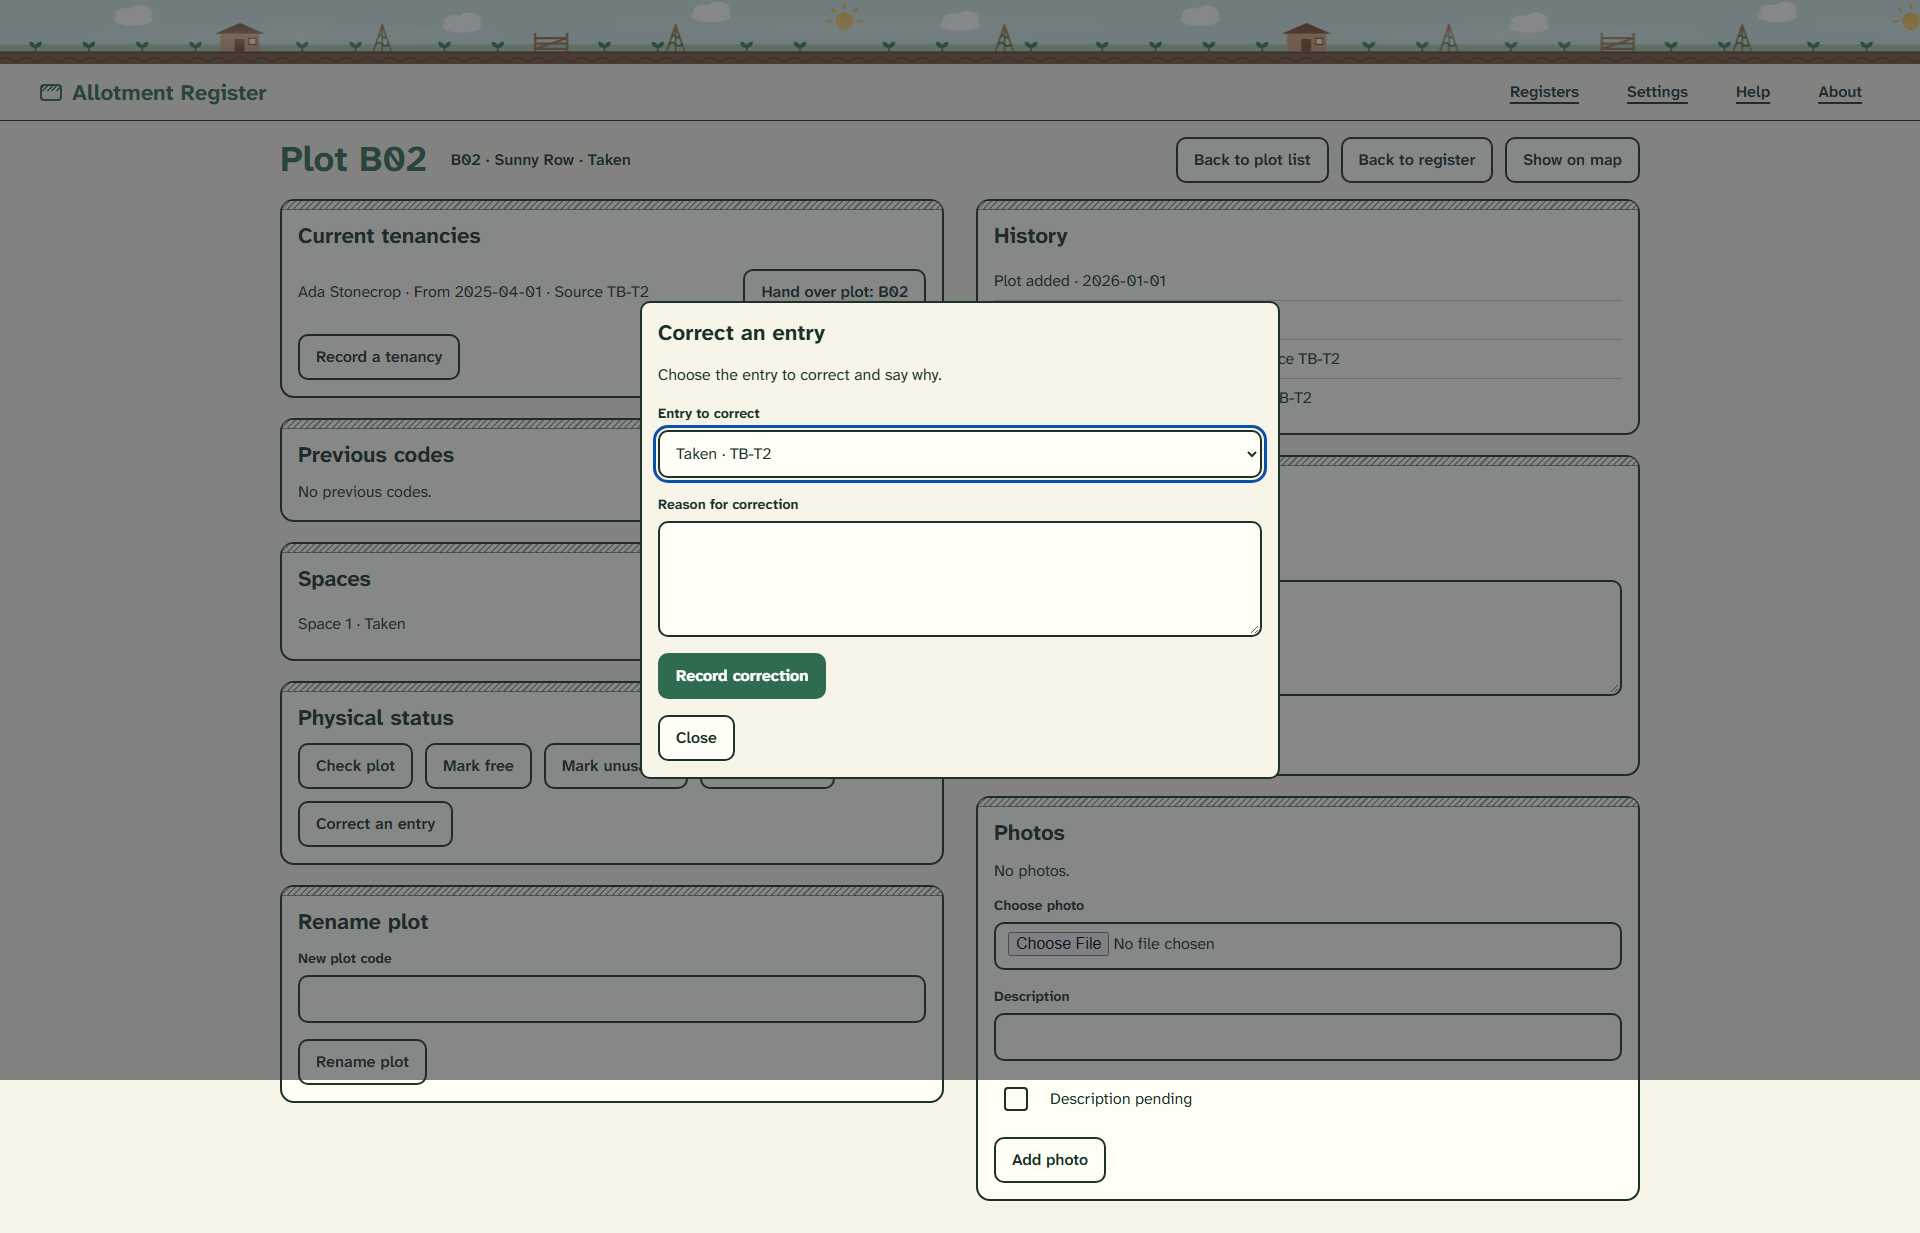 Allotment Register
Registers Settings Help About
Plot B02
B02 · Sunny Row · Taken
Back to plot list
Back to register
Show on map
Current tenancies
Ada Stonecrop · From 2025-04-01 · Source TB-T2
Hand over plot: B02
Record a tenancy
Previous codes
No previous codes.
Spaces
Space 1 · Taken
Physical status
Check plot
Mark free
Mark
Correct an entry
Rename plot
New plot code
Rename plot
History
Plot added · 2026-01-01
TB-T2
Correct an entry
Choose the entry to correct and say why.
Entry to correct
Taken · TB-T2
Reason for correction
Record correction
Close
Photos
No photos.
Choose photo
Choose File No file chosen
Description
Description pending
Add photo